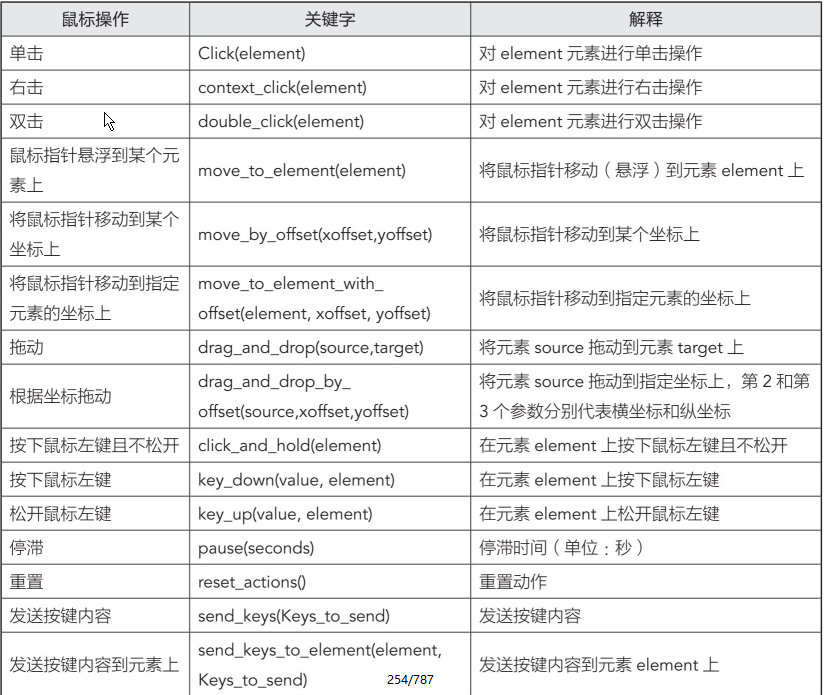 鼠标操作 关键字 解释
单击 Click(element) 对 element 元素进行单击操作
右击 context_click(element) 对 element 元素进行右击操作
双击 double_click(element) 对 element 元素进行双击操作
鼠标指针悬浮到某个元
素上
move_to_element(element)
将鼠标指针移动（悬浮）到元素 element 上
将鼠标指针移动到某个
坐标上
move_by_offset(xoffset,yoffset)
将鼠标指针移动到某个坐标上
将鼠标指针移动到指定
元素的坐标上
move_to_element_with_
offset(element, xoffset, yoffset)
将鼠标指针移动到指定元素的坐标上
拖动 drag_and_drop(source,target) 将元素 source 拖动到元素 target 上
根据坐标拖动
drag_and_drop_by_
offset(source,xoffset,yoffset)
将元素 source 拖动到指定坐标上，第 2 和第
3 个参数分别代表横坐标和纵坐标
按下鼠标左键且不松开 click_and_hold(element) 在元素 element 上按下鼠标左键且不松开
按下鼠标左键 key_down(value, element) 在元素 element 上按下鼠标左键
松开鼠标左键 key_up(value, element) 在元素 element 上松开鼠标左键
停滞 pause(seconds) 停滞时间（单位：秒）
重置 reset_actions() 重置动作
发送按键内容 send_keys(Keys_to_send) 发送按键内容
发送按键内容到元素上
send_keys_to_element(element,
Keys_to_send)
发送按键内容到元素 element 上
254/787